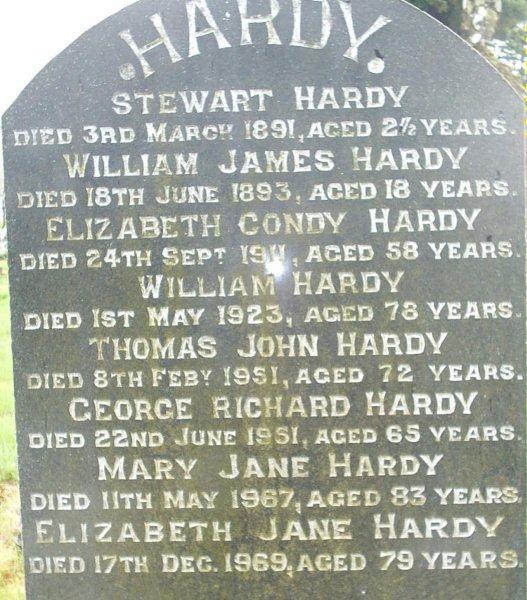 .HARDY.
STEWART HARDY
DIED 3RD MARCH 1891, AGED 2½ YEARS.
WILLIAM JAMES HARDY
DIED 18TH JUNE 1893, AGED 18 YEARS.
ELIZABETH CONDY HARDY
DIED 24TH SEPT 1911, AGED 58 YEARS.
WILLIAM HARDY
DIED 1ST MAY 1923, AGED 78 YEARS.
THOMAS JOHN HARDY
DIED 8TH FEBY 1951, AGED 72 YEARS.
GEORGE RICHARD HARDY
DIED 22ND JUNE 1951, AGED 65 YEARS.
MARY JANE HARDY
DIED 11TH MAY 1967, AGED 83 YEARS
ELIZABETH JANE HARDY
DIED 17TH DEC. 1969, AGED 79 YEARS.